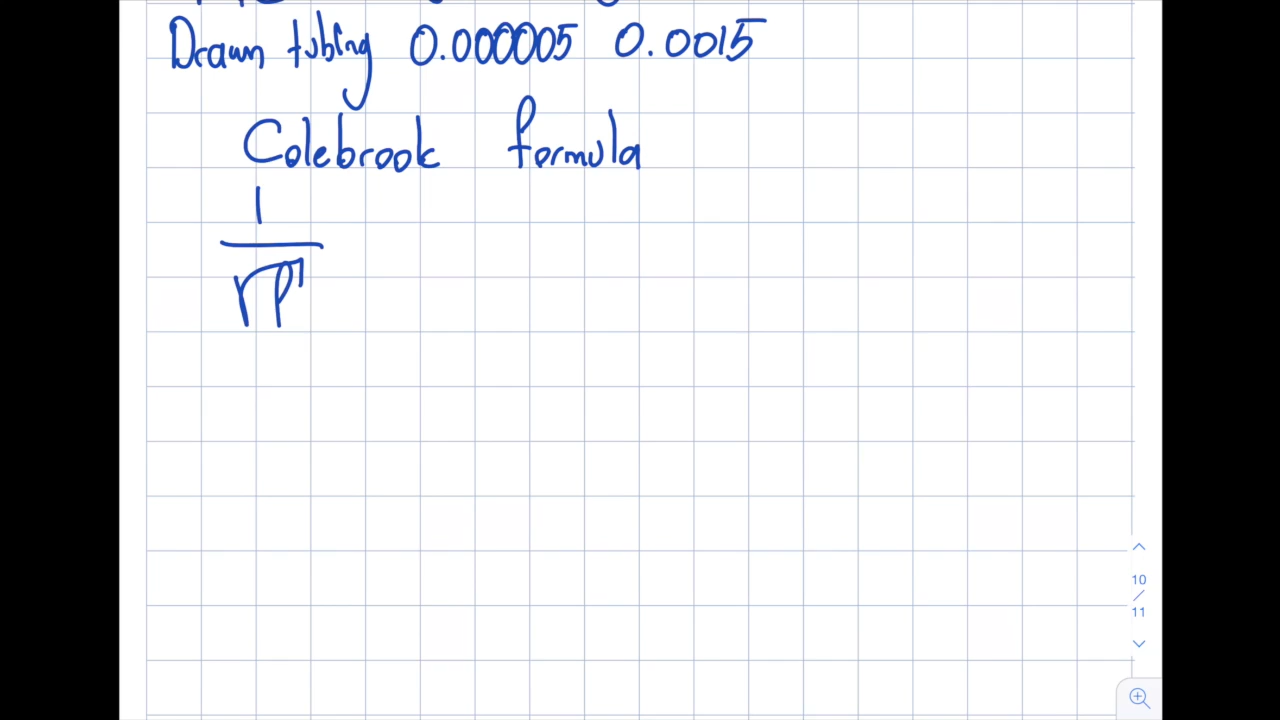 Drawn tubing 0.000005 0.0015
Colebrook formula
1
√f
10
/
11